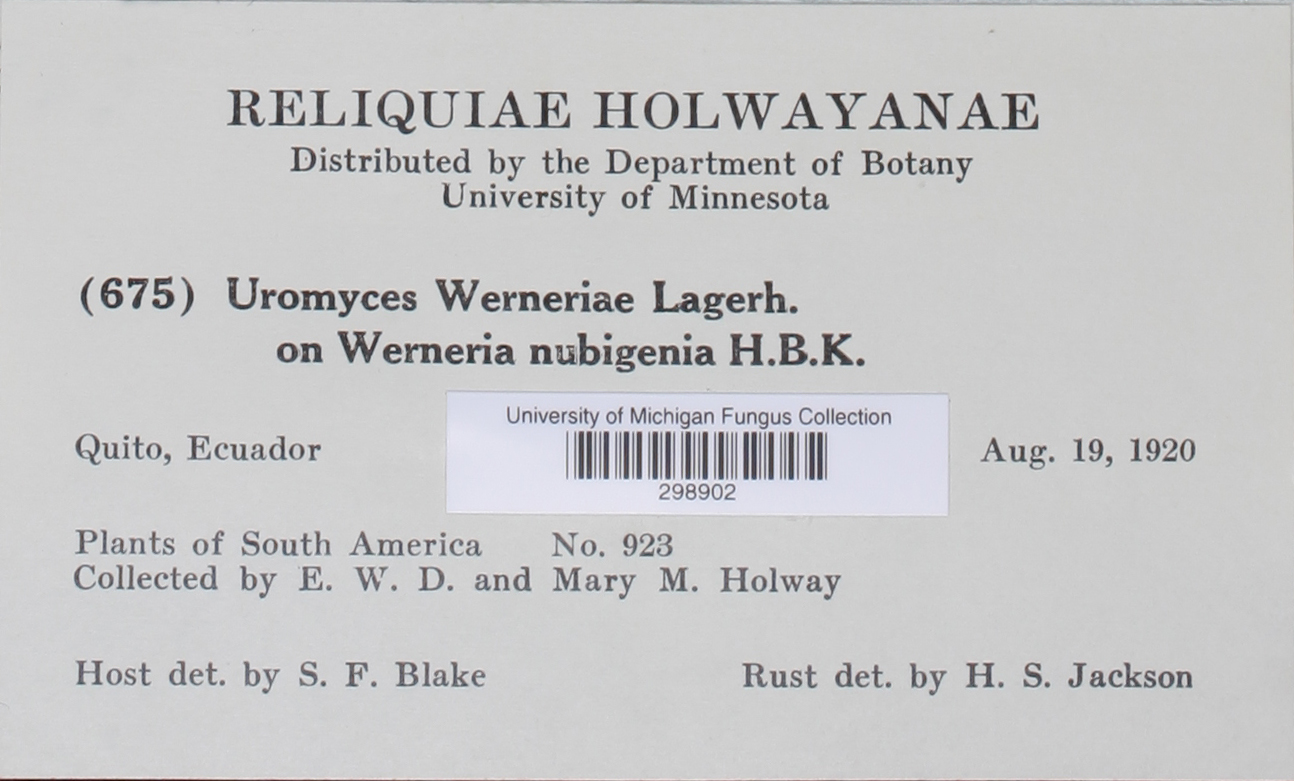 RELIQUIAE HOLWAYANAE
Distributed by the Department of Botany
University of Minnesota
(675) Uromyces Werneriae Lagerh.
on Werneria nubigenia H.B.K.
University of Michigan Fungus Collection
298902
Quito, Ecuador
Aug. 19, 1920
Plants of South America No. 923
Collected by E. W. D. and Mary M. Holway
Host det. by S. F. Blake
Rust det. by H. S. Jackson